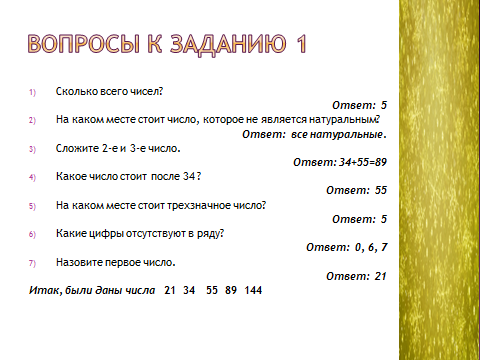 ВОПРОСЫ К ЗАДАНИЮ 1
1) Сколько всего чисел?
Ответ: 5
2) На каком месте стоит число, которое не является натуральным?
Ответ: все натуральные.
3) Сложите 2-е и 3-е число.
Ответ: 34+55=89
4) Какое число стоит после 34?
Ответ: 55
5) На каком месте стоит трехзначное число?
Ответ: 5
6) Какие цифры отсутствуют в ряду?
Ответ: 0, 6, 7
7) Назовите первое число.
Ответ: 21
Итак, были даны числа 21 34 55 89 144